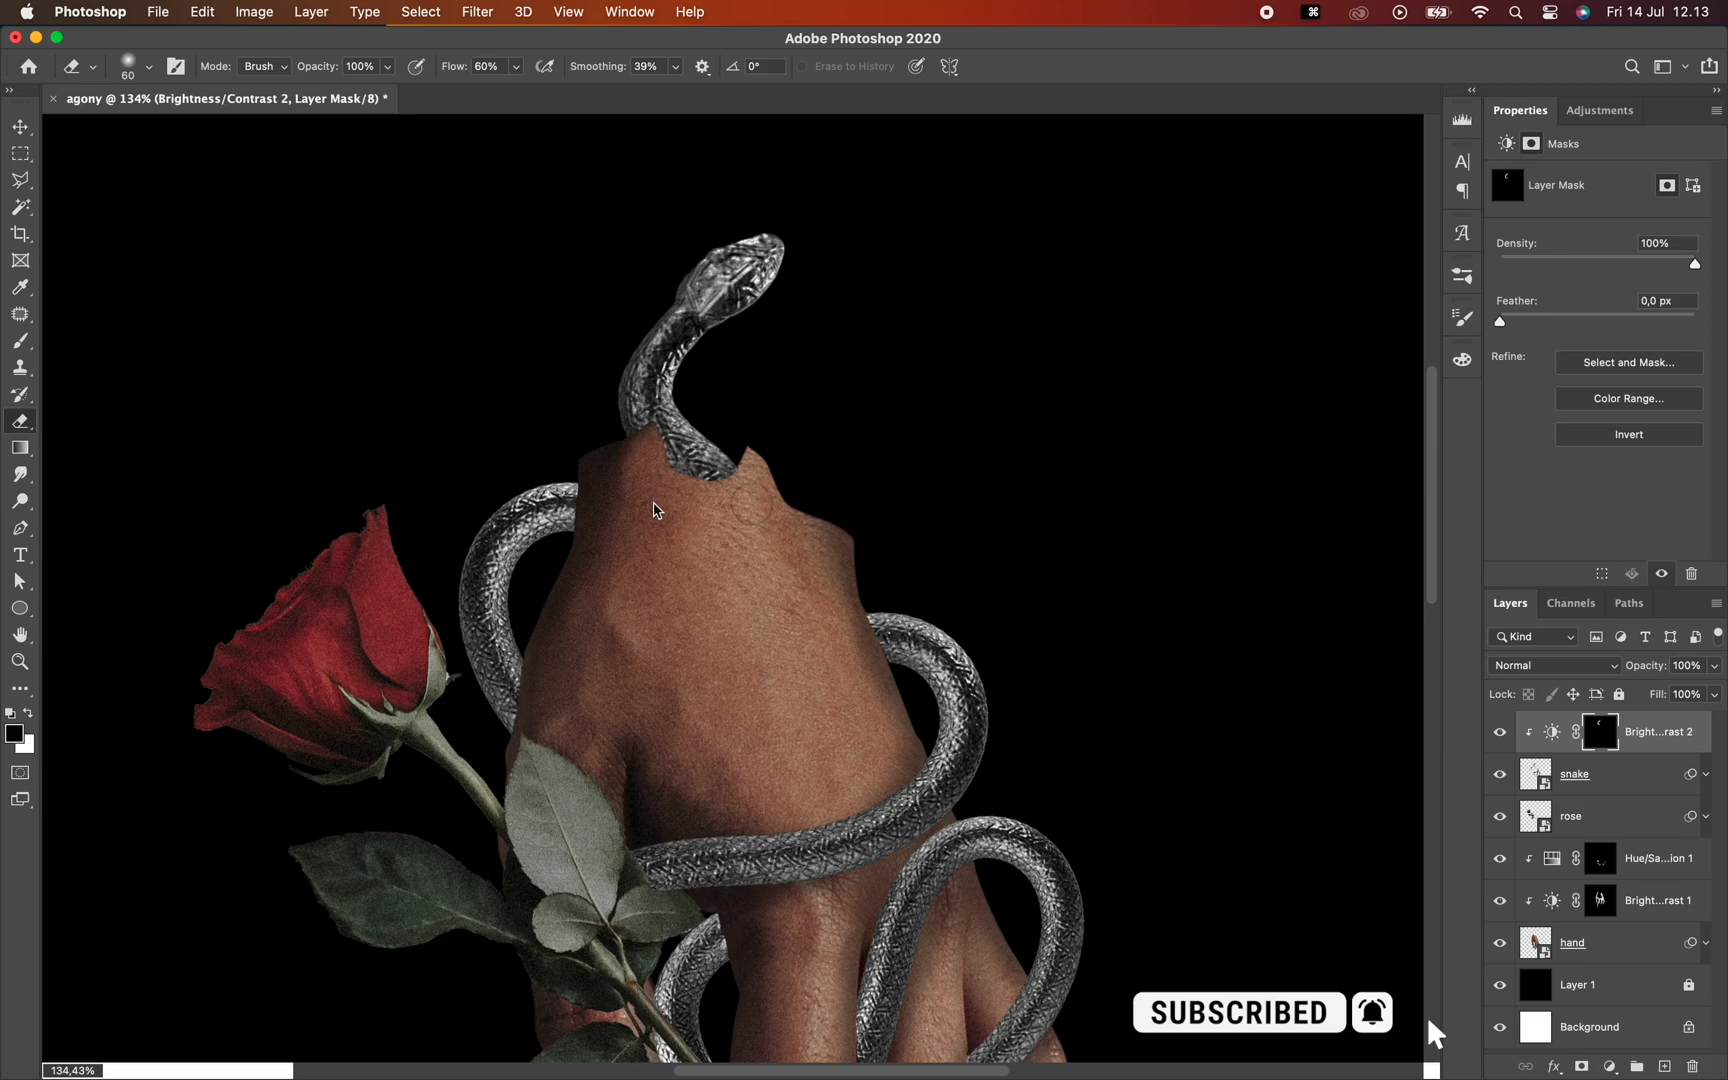 Photoshop File Edit Image Layer Type Select Filter 3D View Window Help
Fri 14 Jul 12.13
Adobe Photoshop 2020
60 Mode: Brush Opacity: 100% Flow: 60% Smoothing: 39% 0° Erase to History
agony @ 134% (Brightness/Contrast 2, Layer Mask/8) *
Properties Adjustments
Masks
Layer Mask
Density: 100%
Feather: 0,0 px
Refine: Select and Mask...
Color Range...
Invert
Layers Channels Paths
Kind
Normal Opacity: 100%
Lock: Fill: 100%
Bright...rast 2
snake
rose
Hue/Sa...ion 1
Bright...rast 1
hand
Layer 1
Background
SUBSCRIBED
134,43%